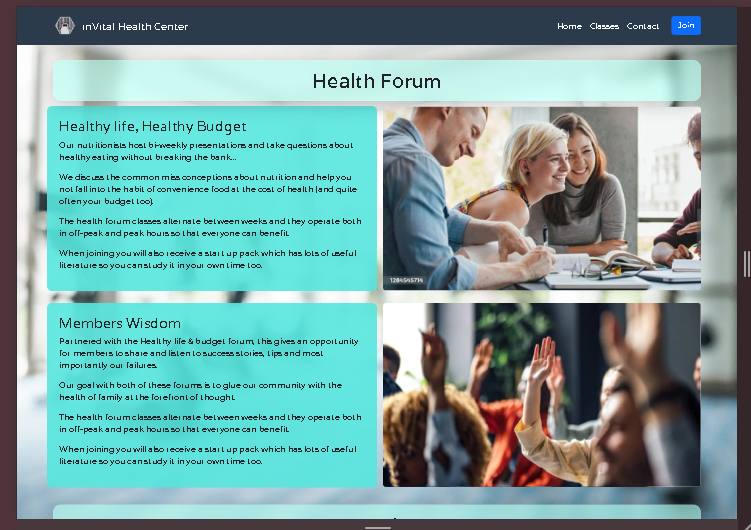 inVital Health Center
Home Classes Contact Join
Health Forum
Healthy life, Healthy Budget
Our nutritionists host bi-weekly presentations and take questions about
healthy eating without breaking the bank...
We discuss the common miss conceptions about nutrition and help you
not fall into the habit of convenience food at the cost of health (and quite
often your budget too).
The health forum classes alternate between weeks and they operate both
in off-peak and peak hours so that everyone can benefit.
When joining you will also receive a start up pack which has lots of useful
literature so you can study it in your own time too.
1284545714
Members Wisdom
Partnered with the Healthy life & budget forum, this gives an opportunity
for members to share and listen to success stories, tips and most
importantly our failures.
Our goal with both of these forums is to glue our community with the
health of family at the forefront of thought.
The health forum classes alternate between weeks and they operate both
in off-peak and peak hours so that everyone can benefit.
When joining you will also receive a start up pack which has lots of useful
literature so you can study it in your own time too.